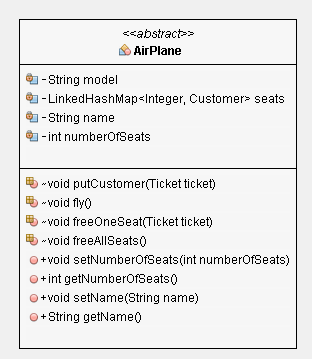 <<abstract>>
AirPlane
- String model
- LinkedHashMap<Integer, Customer> seats
- String name
- int numberOfSeats
~void putCustomer(Ticket ticket)
~void fly()
~void freeOneSeat(Ticket ticket)
~void freeAllSeats()
+void setNumberOfSeats(int numberOfSeats)
+int getNumberOfSeats()
+void setName(String name)
+String getName()